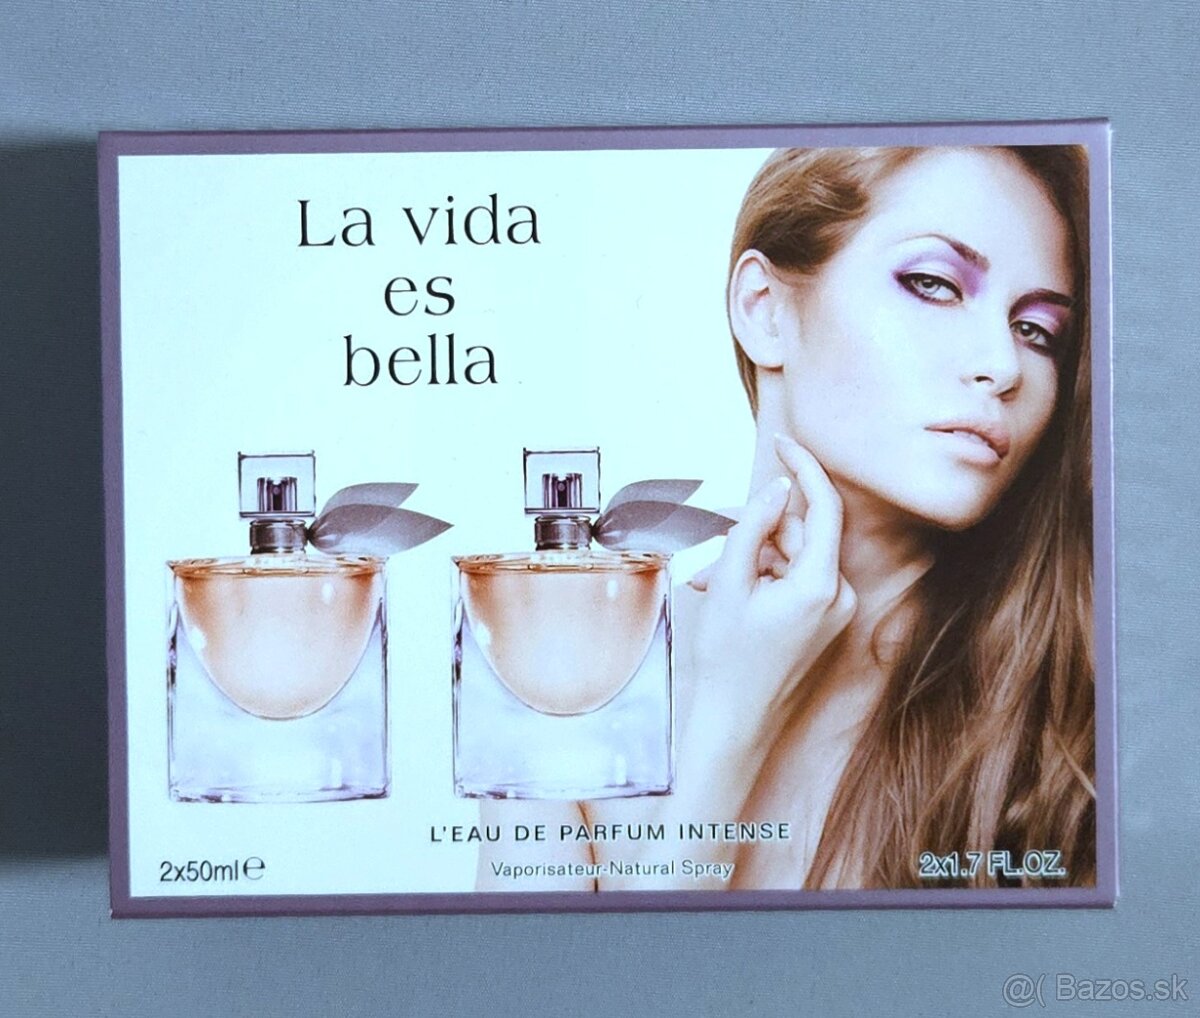 La vida
es
bella
L'EAU DE PARFUM INTENSE
Vaporisateur-Natural Spray
2x50ml℮
2x1.7 FL.OZ.
@( Bazos.sk